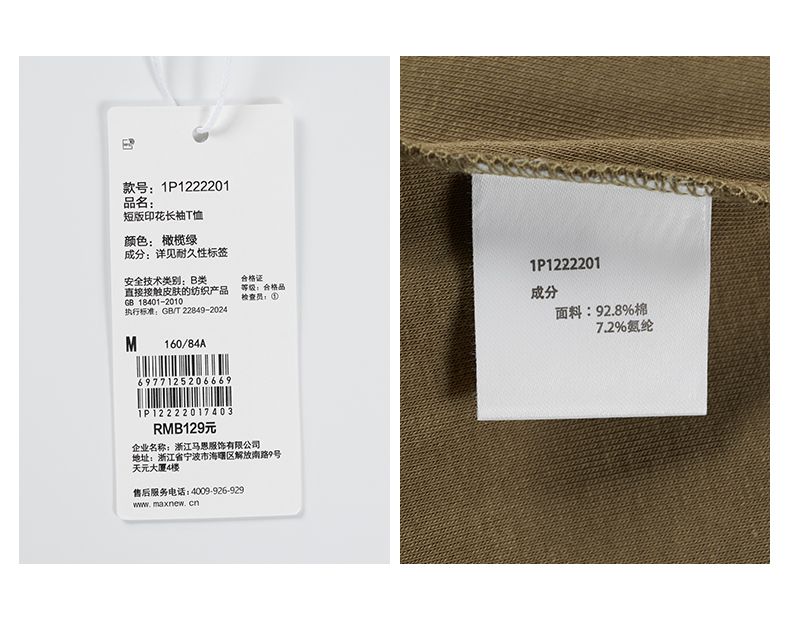 款号：1P1222201
品名：
短版印花长袖T恤
颜色：橄榄绿
成分：详见耐久性标签
安全技术类别：B类
直接接触皮肤的纺织产品
GB 18401-2010
执行标准：GB/T 22849-2024
合格证
等级：合格品
检查员：①
M 160/84A
6977125206669
1P12222017403
RMB129元
企业名称：浙江马恩服饰有限公司
地址：浙江省宁波市海曙区解放南路9号
天元大厦4楼
售后服务电话：4009-926-929
www.maxnew.cn
1P1222201
成分
面料：92.8%棉
7.2%氨纶